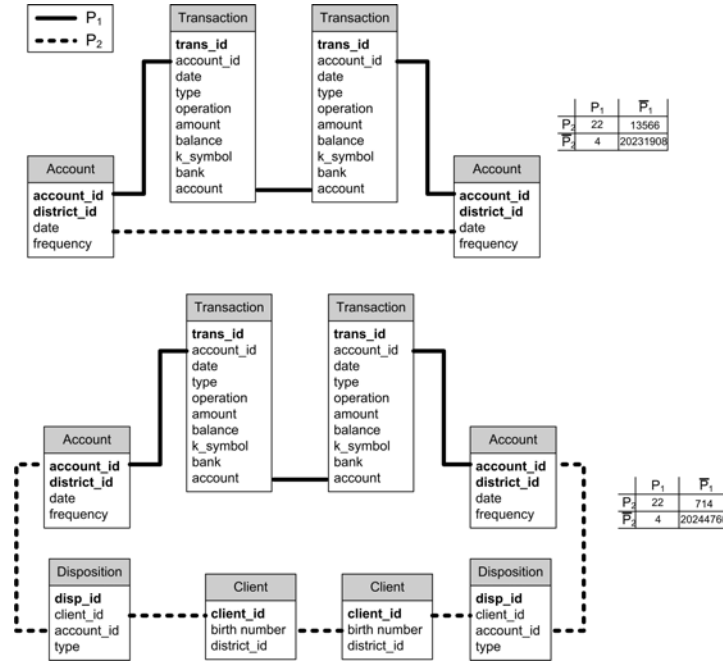 P1
P2
Transaction
trans_id
account_id
date
type
operation
amount
balance
k_symbol
bank
account
Transaction
trans_id
account_id
date
type
operation
amount
balance
k_symbol
bank
account
Account
account_id
district_id
date
frequency
Account
account_id
district_id
date
frequency
P1 P̅1
P2 22 13566
P̅2 4 20231908
Transaction
trans_id
account_id
date
type
operation
amount
balance
k_symbol
bank
account
Transaction
trans_id
account_id
date
type
operation
amount
balance
k_symbol
bank
account
Account
account_id
district_id
date
frequency
Account
account_id
district_id
date
frequency
P1 P̅1
P2 22 714
P̅2 4 20244760
Disposition
disp_id
client_id
account_id
type
Client
client_id
birth number
district_id
Client
client_id
birth number
district_id
Disposition
disp_id
client_id
account_id
type